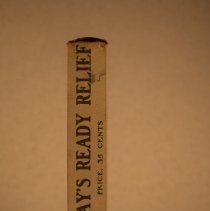 AY'S READY RELIEF
PRICE, 35 CENTS